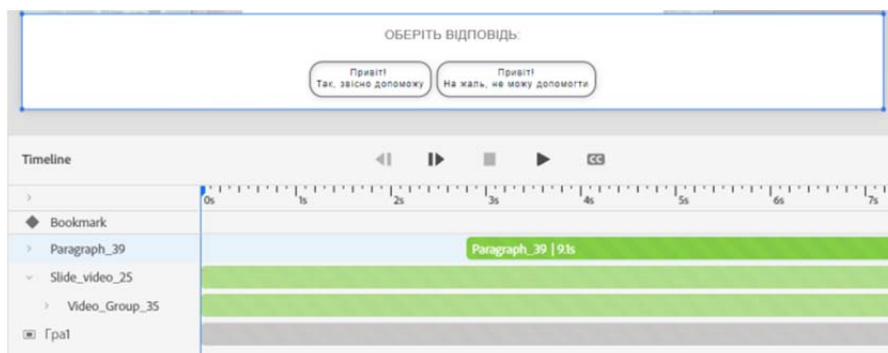 ОБЕРІТЬ ВІДПОВІДЬ:
Привіт!
Так, звісно допоможу
Привіт!
На жаль, не можу допомогти
Timeline
CC
0s 1s 2s 3s 4s 5s 6s 7s
Bookmark
Paragraph_39
Paragraph_39 | 9.1s
Slide_video_25
Video_Group_35
Гра1